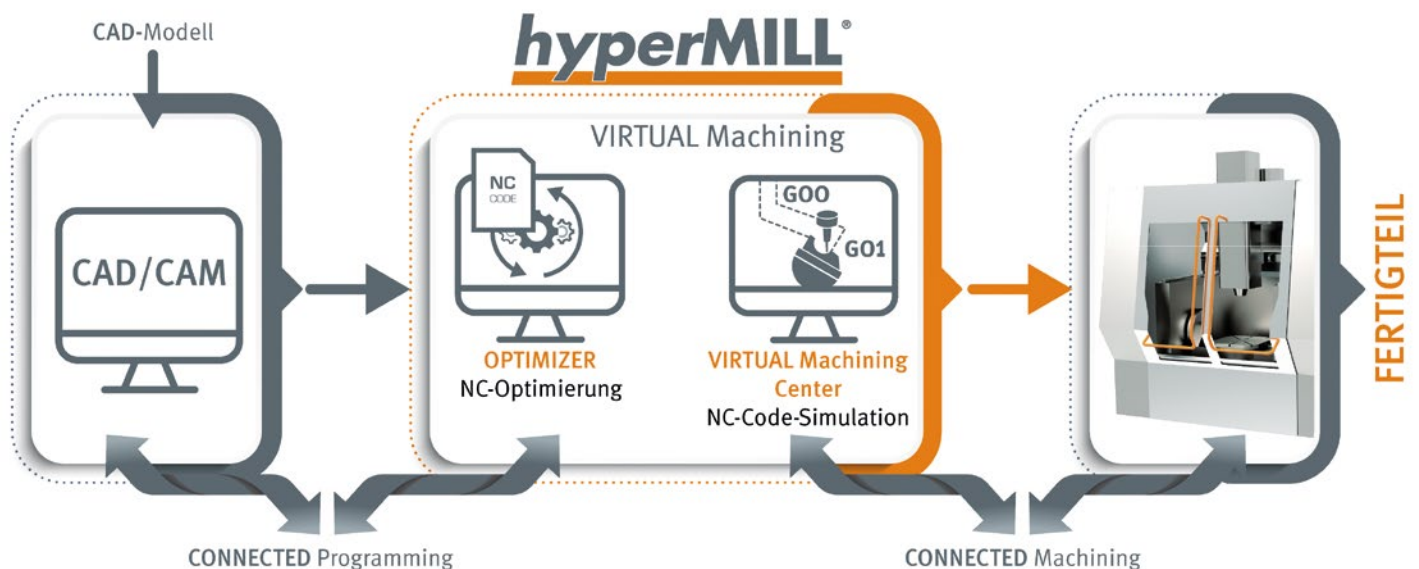 CAD-Modell
hyperMILL®
VIRTUAL Machining
CAD/CAM
NC
CODE
G00
G01
OPTIMIZER
NC-Optimierung
VIRTUAL Machining
Center
NC-Code-Simulation
FERTIGTEIL
CONNECTED Programming
CONNECTED Machining